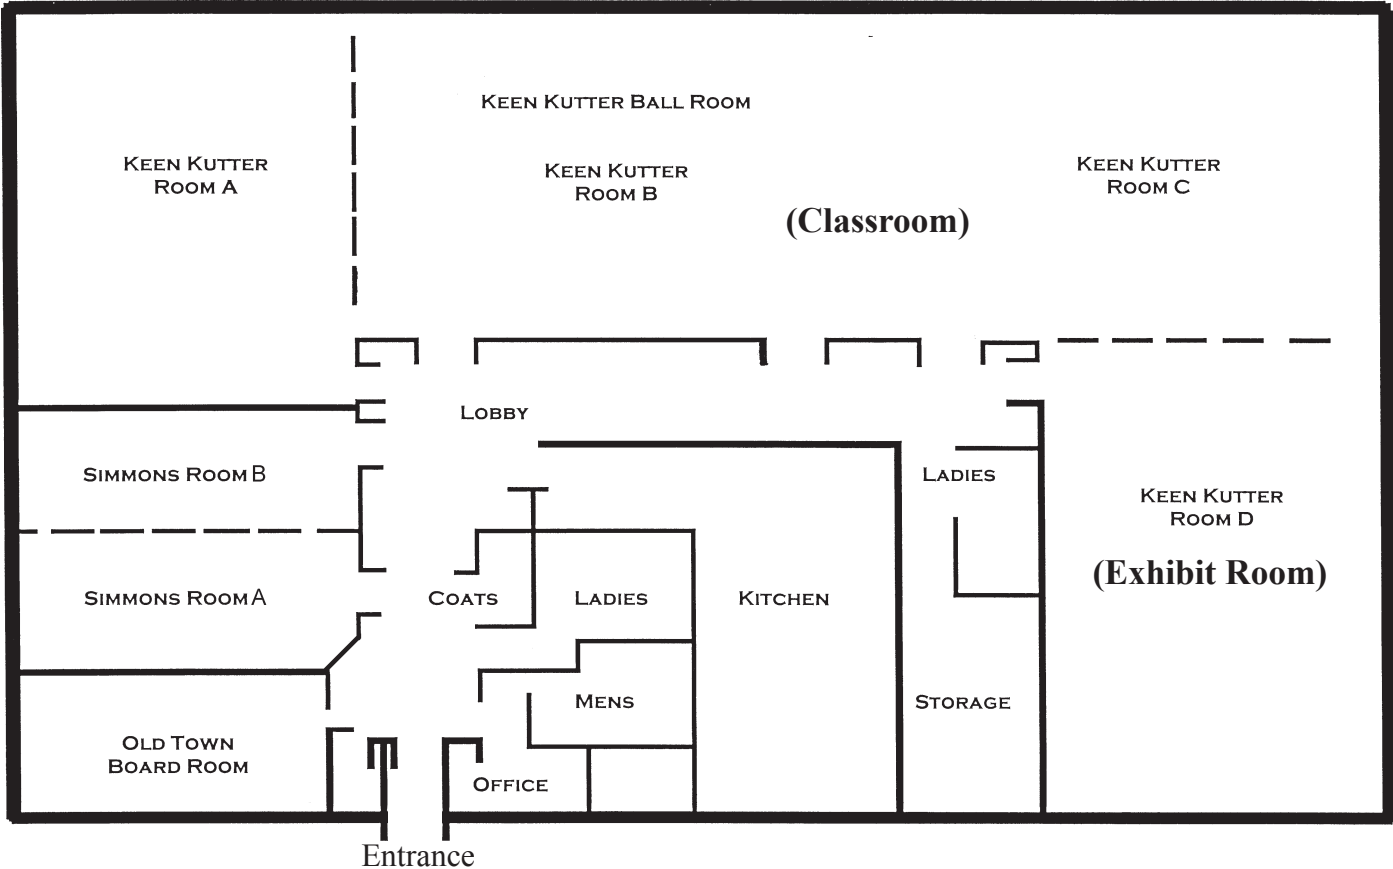 KEEN KUTTER BALL ROOM
KEEN KUTTER
ROOM A
KEEN KUTTER
ROOM B
KEEN KUTTER
ROOM C
(Classroom)
LOBBY
SIMMONS ROOM B
LADIES
KEEN KUTTER
ROOM D
(Exhibit Room)
SIMMONS ROOM A
COATS
LADIES
KITCHEN
MENS
STORAGE
OLD TOWN
BOARD ROOM
OFFICE
Entrance